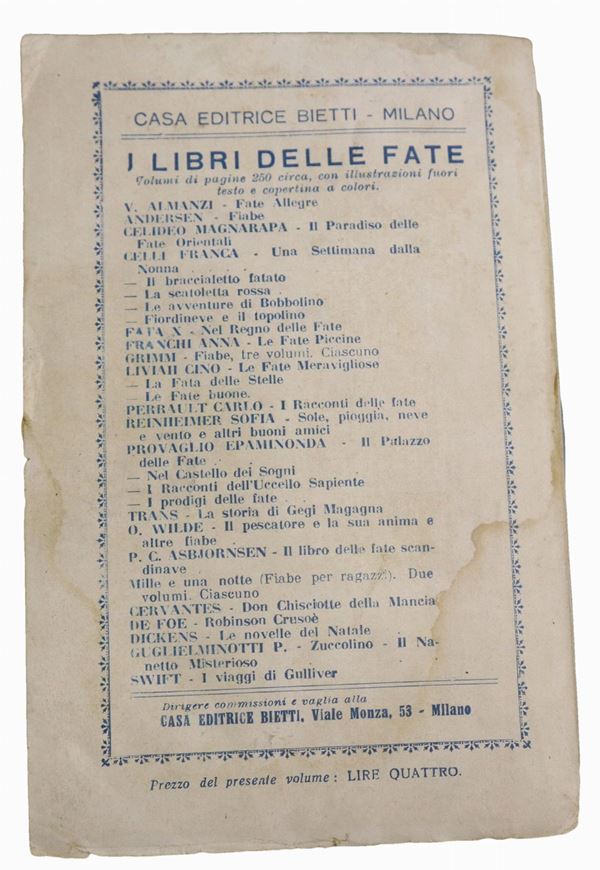 CASA EDITRICE BIETTI - MILANO
I LIBRI DELLE FATE
Volumi di pagine 250 circa, con illustrazioni fuori
testo e copertina a colori.
V. ALMANZI - Fate Allegre
ANDERSEN - Fiabe
CELIDEO MAGNARAPA - Il Paradiso delle
Fate Orientali
CELLI FRANCA - Una Settimana dalla
Nonna . . . .
— Il braccialetto fatato
— La scatoletta rossa .
— Le avventure di Bobbolino
— Fiordineve e il topolino
FATA X - Nel Regno delle Fate
FRANCHI ANNA - Le Fate Piccine
GRIMM - Fiabe, tre volumi. Ciascuno
LIVIAH CINO - Le Fate Meravigliose
— La Fata delle Stelle
— Le Fate buone.
PERRAULT CARLO - I Racconti delle fate
REINHEIMER SOFIA - Sole, pioggia, neve
e vento e altri buoni amici
PROVAGLIO EPAMINONDA - Il Palazzo
delle Fate .
— Nel Castello dei Sogni
— I Racconti dell'Uccello Sapiente
— I prodigi delle fate . .
TRANS - La storia di Gegi Magagna
O. WILDE - Il pescatore e la sua anima e
altre fiabe .
P. C. ASBJORNSEN - Il libro delle fate scan-
dinave .
Mille e una notte (Fiabe per ragazzi). Due
volumi. Ciascuno
CERVANTES - Don Chisciotte della Mancia
DE FOE - Robinson Crusoè
DICKENS - Le novelle del Natale
GUGLIELMINOTTI P. - Zuccolino - Il Na-
netto Misterioso
SWIFT - I viaggi di Gulliver
Dirigere commissioni e vaglia alla
CASA EDITRICE BIETTI, Viale Monza, 53 - Milano
Prezzo del presente volume: LIRE QUATTRO.